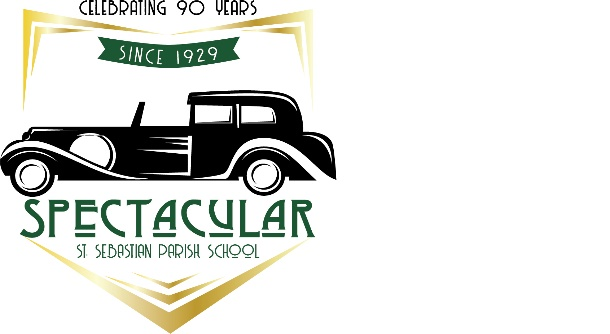 CELEBRATING 90 YEARS
SINCE 1929
SPECTACULAR
ST. SEBASTIAN PARISH SCHOOL